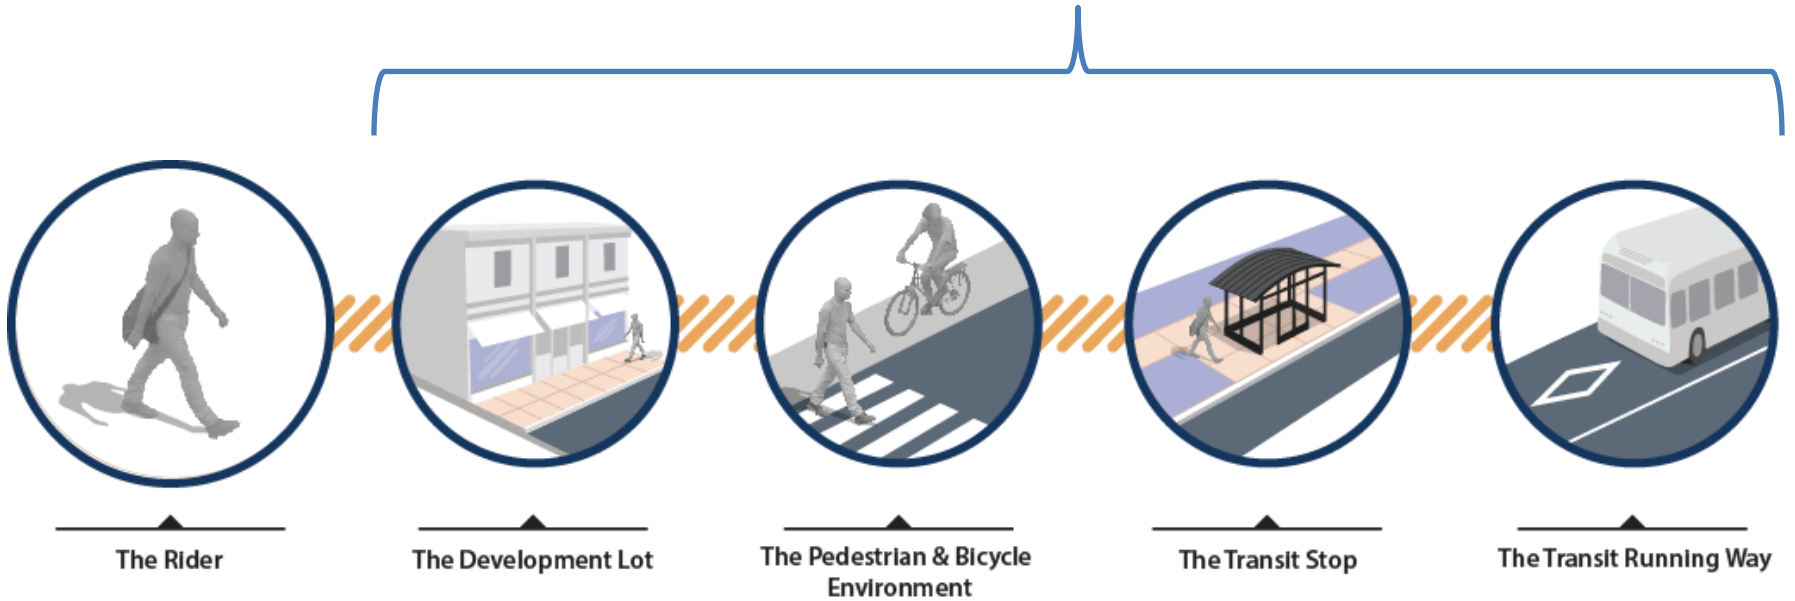 The Rider
The Development Lot
The Pedestrian & Bicycle
Environment
The Transit Stop
The Transit Running Way